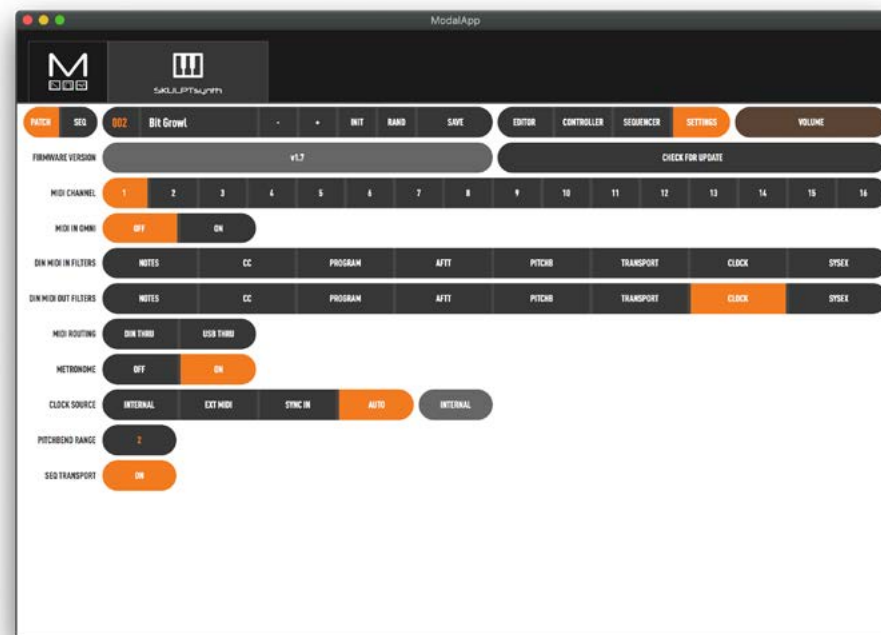 ModalApp
SKULPTsynth
PATCH SEQ 002 Bit Growl - + INIT RAND SAVE EDITOR CONTROLLER SEQUENCER SETTINGS VOLUME
FIRMWARE VERSION v1.7 CHECK FOR UPDATE
MIDI CHANNEL 1 2 3 4 5 6 7 8 9 10 11 12 13 14 15 16
MIDI IN OMNI OFF ON
DIN MIDI IN FILTERS NOTES CC PROGRAM AFTT PITCHB TRANSPORT CLOCK SYSEX
DIN MIDI OUT FILTERS NOTES CC PROGRAM AFTT PITCHB TRANSPORT CLOCK SYSEX
MIDI ROUTING DIN THRU USB THRU
METRONOME OFF ON
CLOCK SOURCE INTERNAL EXT MIDI SYNC IN AUTO INTERNAL
PITCHBEND RANGE 2
SEQ TRANSPORT ON